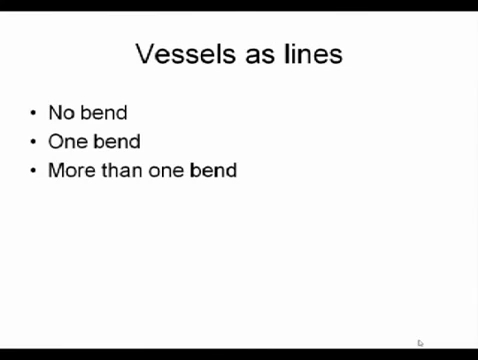 Vessels as lines
• No bend
• One bend
• More than one bend